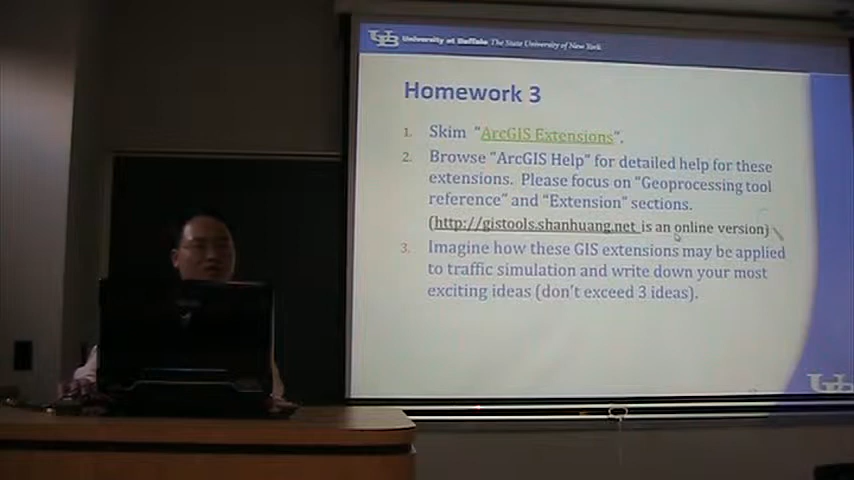 UB University at Buffalo The State University of New York
Homework 3
1. Skim "ArcGIS Extensions".
2. Browse "ArcGIS Help" for detailed help for these
extensions. Please focus on "Geoprocessing tool
reference" and "Extension" sections.
(http://gistools.shanhuang.net is an online version)
3. Imagine how these GIS extensions may be applied
to traffic simulation and write down your most
exciting ideas (don't exceed 3 ideas).
UB